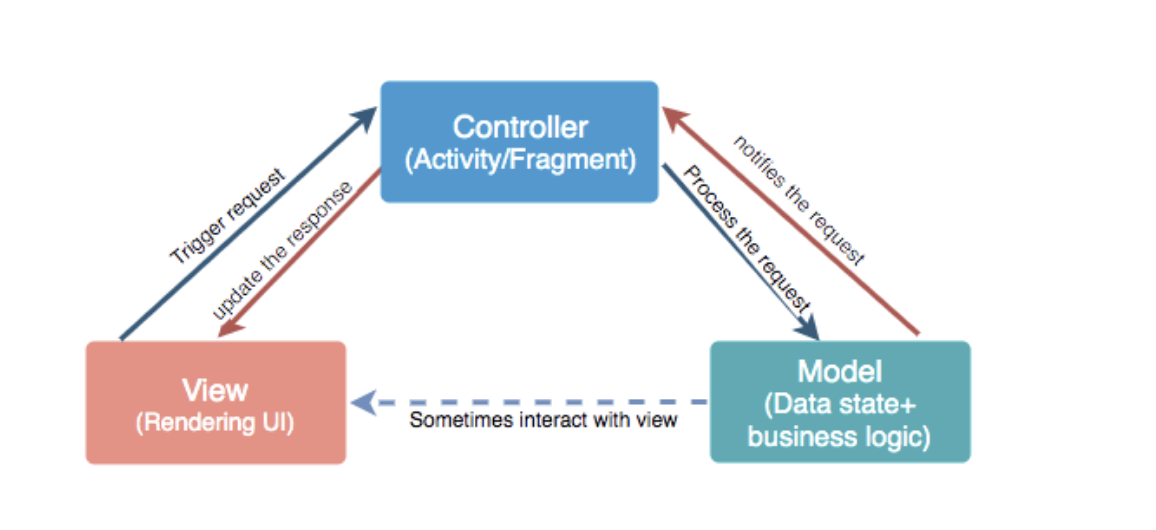 Controller
(Activity/Fragment)
Trigger request
update the response
Process the request
notifies the request
View
(Rendering UI)
Sometimes interact with view
Model
(Data state+
business logic)